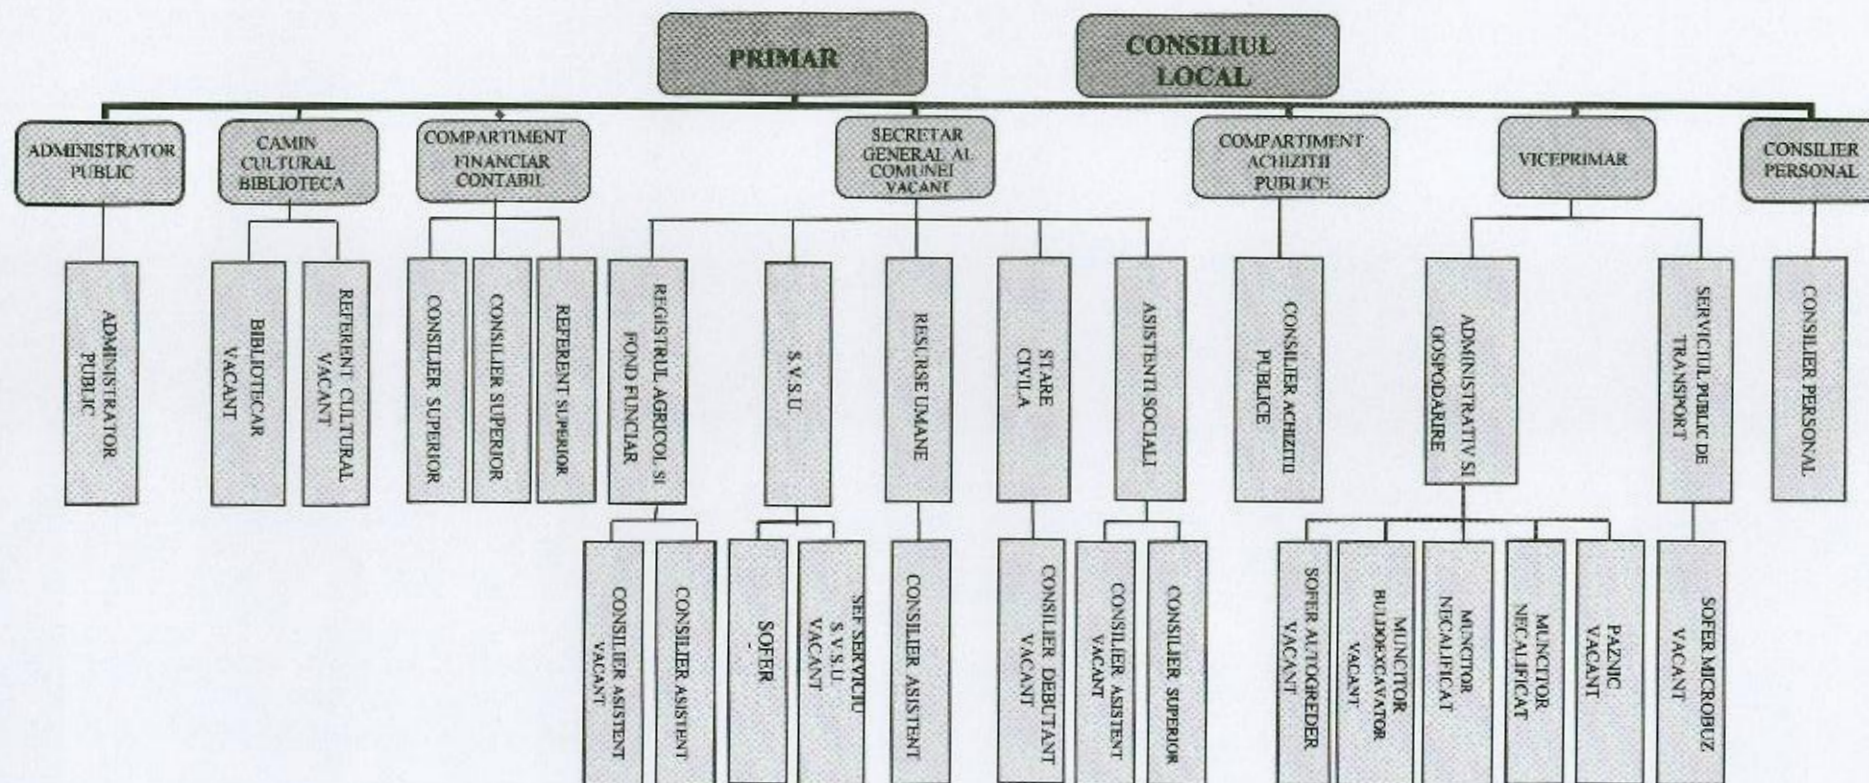 PRIMAR
CONSILIUL
LOCAL
ADMINISTRATOR
PUBLIC
CAMIN
CULTURAL
BIBLIOTECA
COMPARTIMENT
FINANCIAR
CONTABIL
SECRETAR
GENERAL AL
COMUNEI
VACANT
COMPARTIMENT
ACHIZITII
PUBLICE
VICEPRIMAR
CONSILIER
PERSONAL
ADMINISTRATOR
PUBLIC
BIBLIOTECAR
VACANT
REFERENT CULTURAL
VACANT
CONSILIER SUPERIOR
CONSILIER SUPERIOR
REFERENT SUPERIOR
REGISTRUL AGRICOL SI
FOND FUNCIAR
S.V.S.U.
RESURSE UMANE
STARE
CIVILA
ASISTENTI SOCIALI
CONSILIER ACHIZITII
PUBLICE
ADMINISTRATIV SI
GOSPODARIRE
SERVICIUL PUBLIC DE
TRANSPORT
CONSILIER PERSONAL
CONSILIER ASISTENT
VACANT
CONSILIER ASISTENT
SOFER
SEF SERVICIU
S.V.S.U.
VACANT
CONSILIER ASISTENT
CONSILIER DEBUTANT
VACANT
CONSILIER ASISTENT
VACANT
CONSILIER SUPERIOR
SOFER AUTOGREDER
VACANT
MUNCITOR
BULDOEXCAVATOR
VACANT
MUNCITOR
NECALIFICAT
MUNCITOR
NECALIFICAT
PAZNIC
VACANT
SOFER MICROBUZ
VACANT